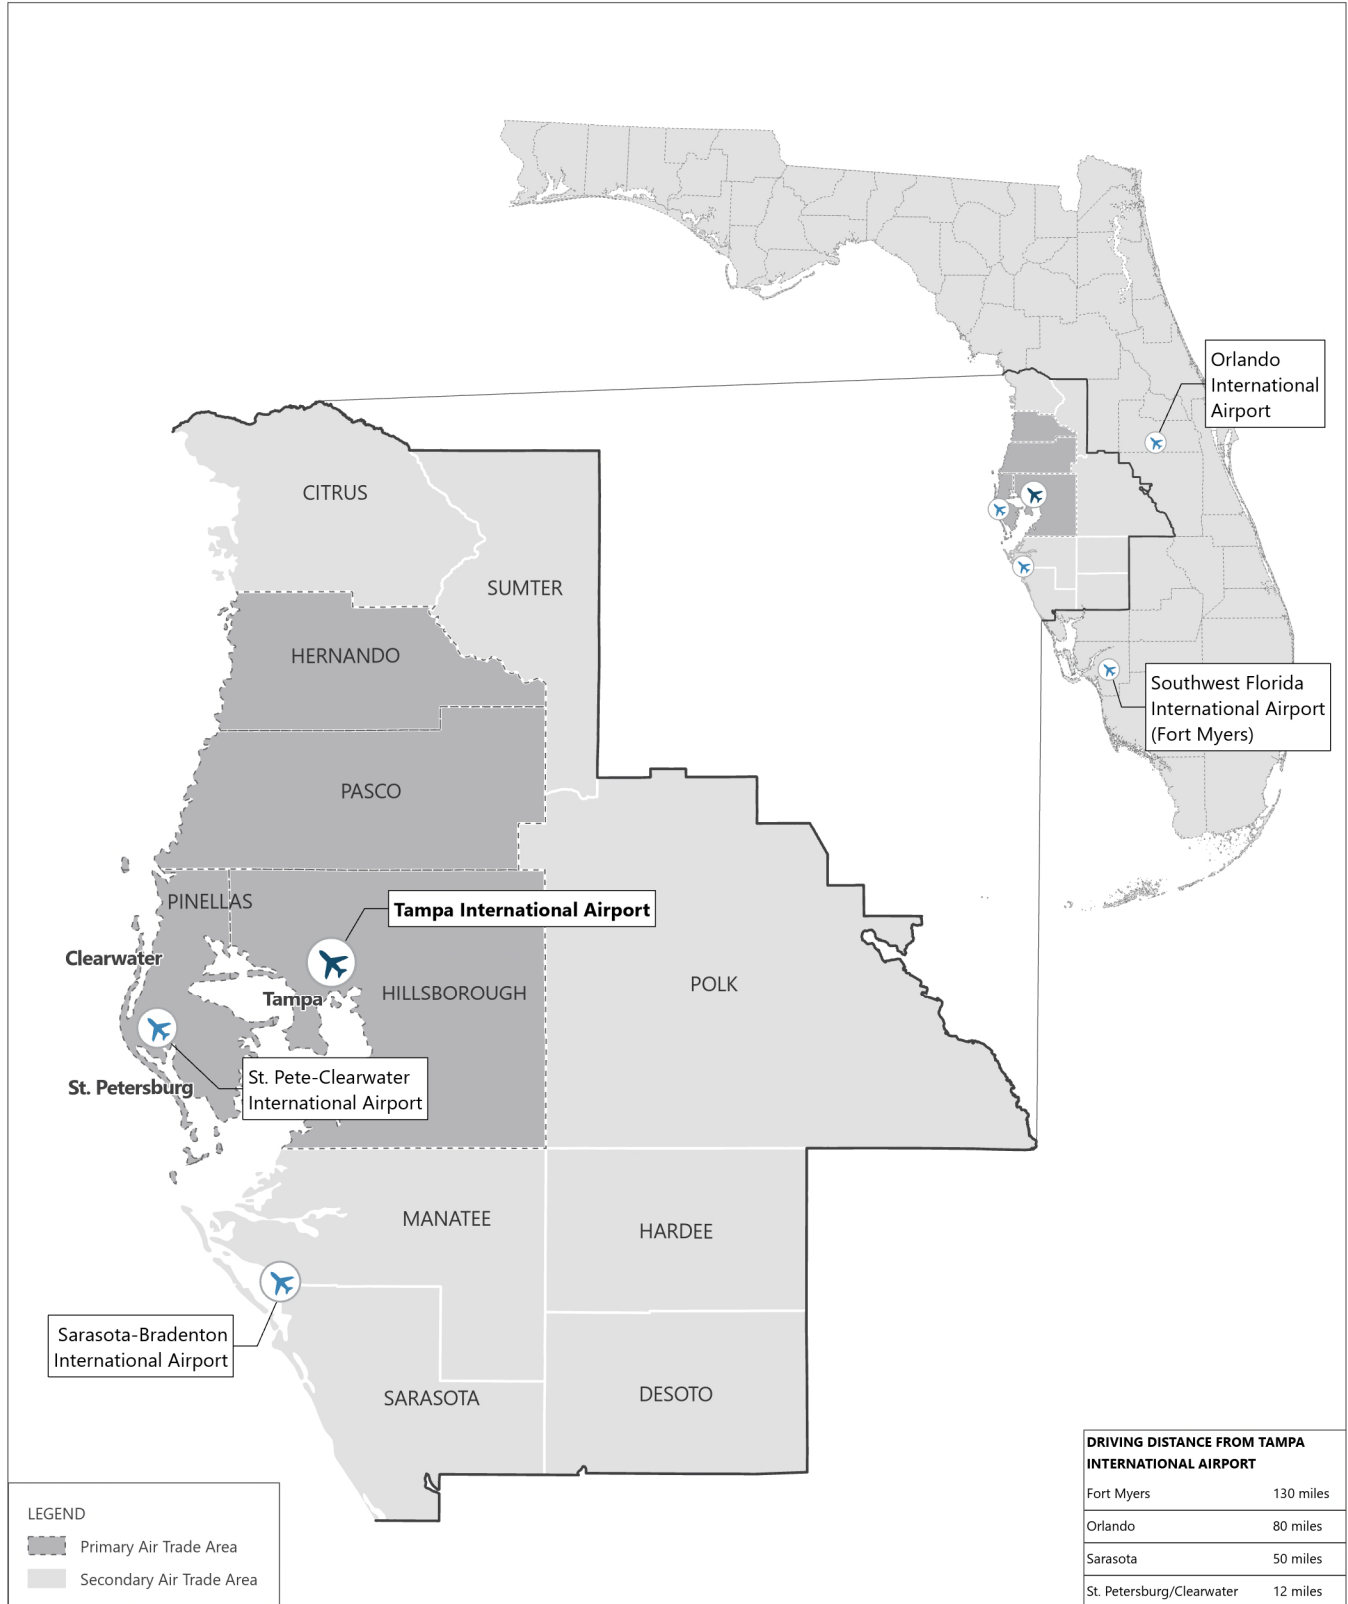 Orlando
International
Airport
CITRUS
SUMTER
HERNANDO
Southwest Florida
International Airport
(Fort Myers)
PASCO
PINELLAS
Tampa International Airport
Clearwater
POLK
HILLSBOROUGH
Tampa
St. Pete-Clearwater
International Airport
St. Petersburg
MANATEE
HARDEE
Sarasota-Bradenton
International Airport
SARASOTA
DESOTO
DRIVING DISTANCE FROM TAMPA
INTERNATIONAL AIRPORT
Fort Myers 130 miles
Orlando 80 miles
Sarasota 50 miles
St. Petersburg/Clearwater 12 miles
LEGEND
Primary Air Trade Area
Secondary Air Trade Area